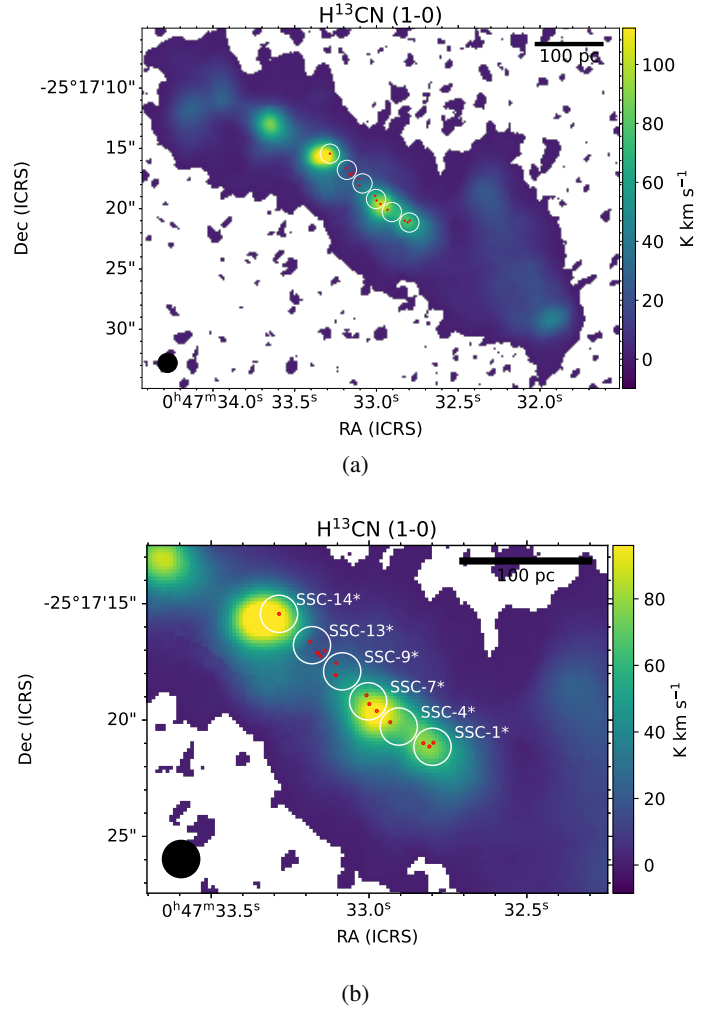 H¹³CN (1-0)
100 pc
-25°17'10"
15"
20"
25"
30"
Dec (ICRS)
100
80
60
40
20
0
K km s⁻¹
0ʰ47ᵐ34.0ˢ 33.5ˢ 33.0ˢ 32.5ˢ 32.0ˢ
RA (ICRS)
(a)
H¹³CN (1-0)
100 pc
-25°17'15"
20"
25"
Dec (ICRS)
SSC-14*
SSC-13*
SSC-9*
SSC-7*
SSC-4*
SSC-1*
80
60
40
20
0
K km s⁻¹
0ʰ47ᵐ33.5ˢ 33.0ˢ 32.5ˢ
RA (ICRS)
(b)